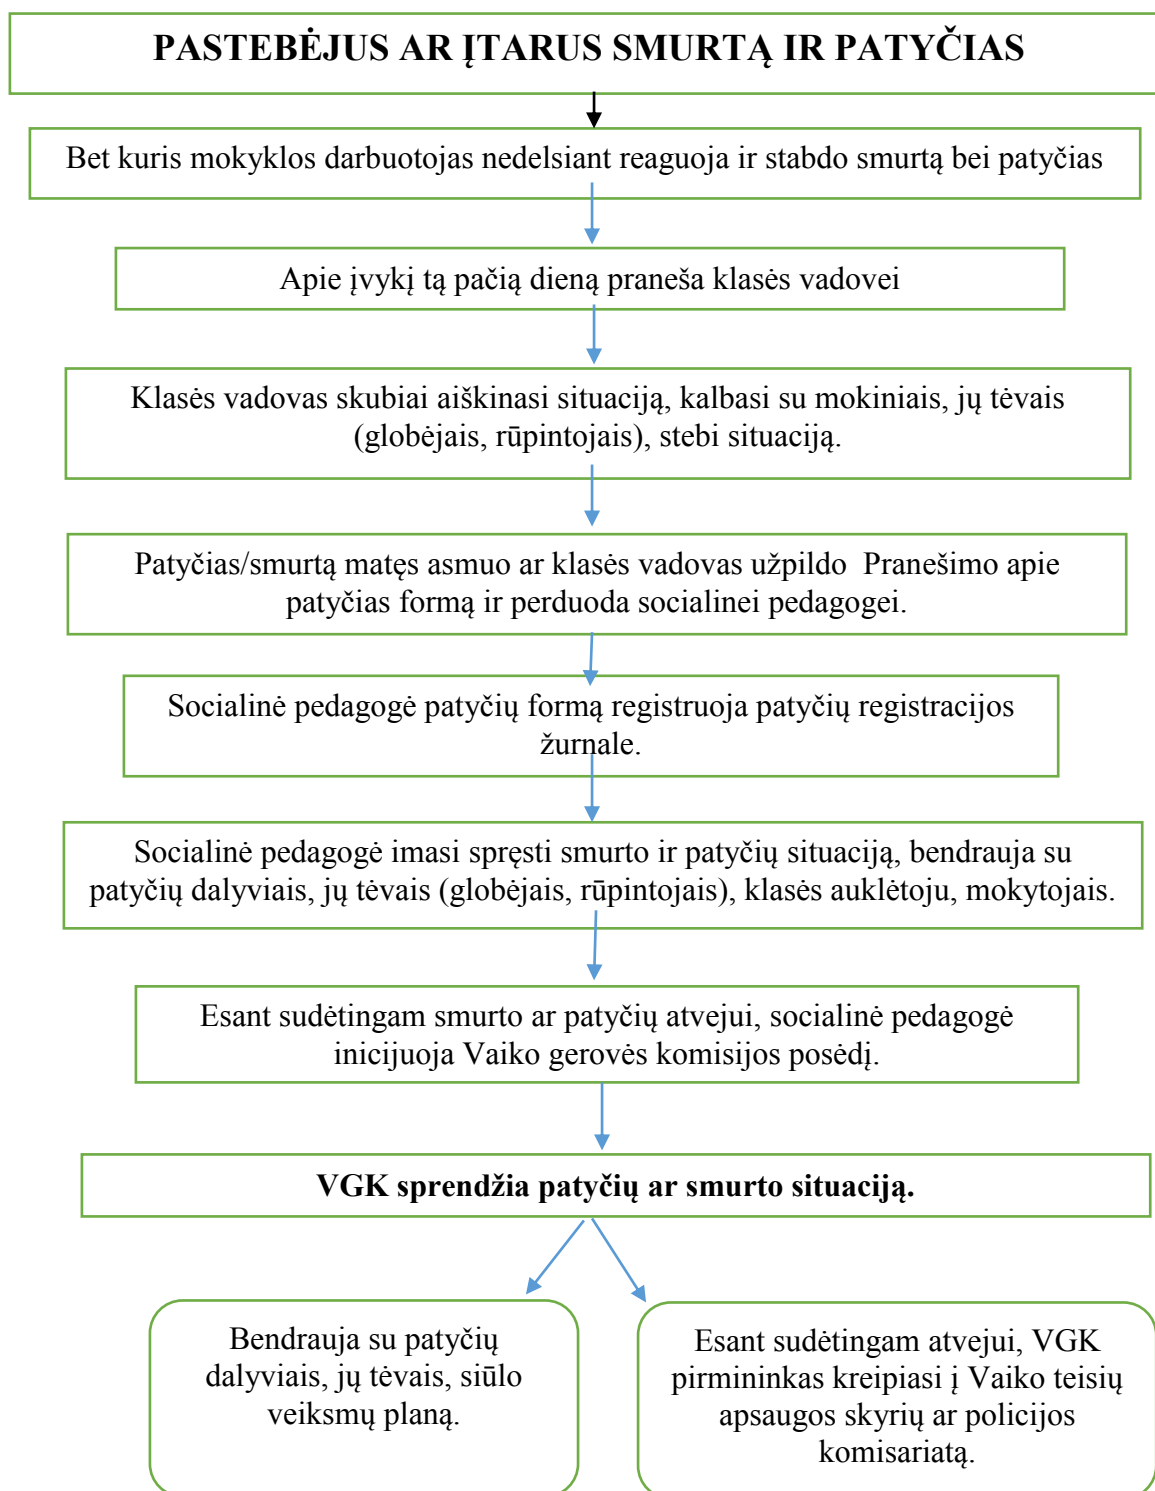 PASTEBĖJUS AR ĮTARUS SMURTĄ IR PATYČIAS
Bet kuris mokyklos darbuotojas nedelsiant reaguoja ir stabdo smurtą bei patyčias
Apie įvykį tą pačią dieną praneša klasės vadovei
Klasės vadovas skubiai aiškinasi situaciją, kalbasi su mokiniais, jų tėvais
(globėjais, rūpintojais), stebi situaciją.
Patyčias/smurtą matęs asmuo ar klasės vadovas užpildo Pranešimo apie
patyčias formą ir perduoda socialinei pedagogei.
Socialinė pedagogė patyčių formą registruoja patyčių registracijos
žurnale.
Socialinė pedagogė imasi spręsti smurto ir patyčių situaciją, bendrauja su
patyčių dalyviais, jų tėvais (globėjais, rūpintojais), klasės auklėtoju, mokytojais.
Esant sudėtingam smurto ar patyčių atvejui, socialinė pedagogė
inicijuoja Vaiko gerovės komisijos posėdį.
VGK sprendžia patyčių ar smurto situaciją.
Bendrauja su patyčių
dalyviais, jų tėvais, siūlo
veiksmų planą.
Esant sudėtingam atvejui, VGK
pirmininkas kreipiasi į Vaiko teisių
apsaugos skyrių ar policijos
komisariatą.